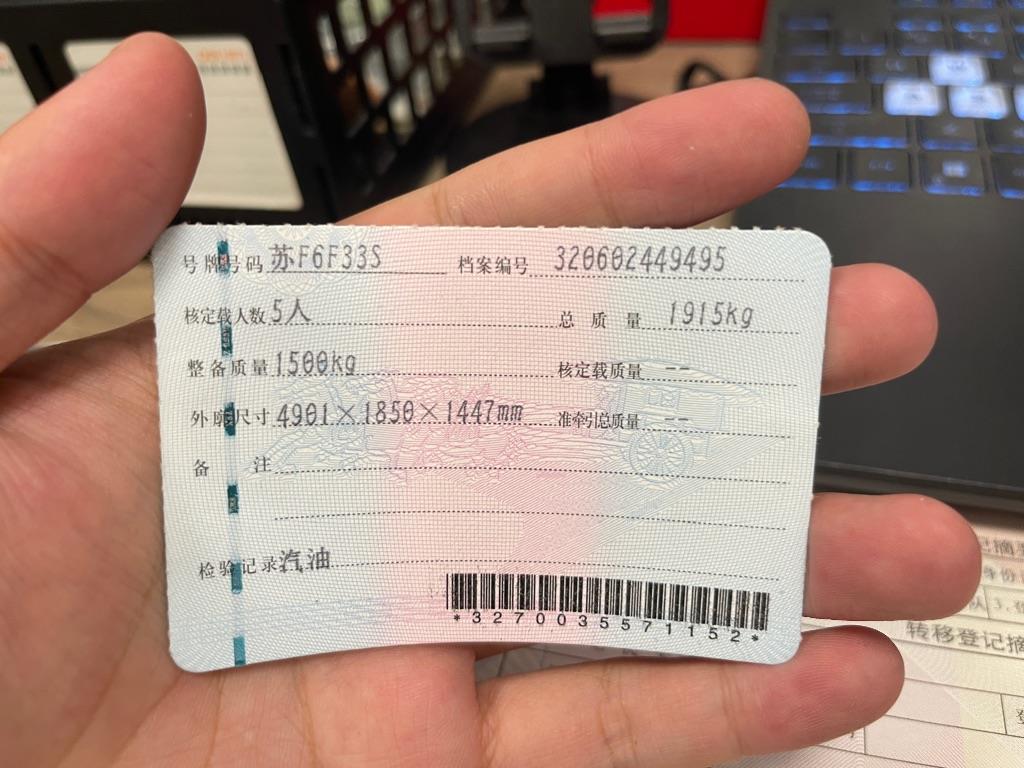 号牌号码 苏F6F33S 档案编号 320602449495
核定载人数 5人 总质量 1915kg
整备质量 1500kg 核定载质量 --
外廓尺寸 4901×1850×1447mm 准牵引总质量 --
备注
检验记录 汽油
*3270035571152*
转移登记摘